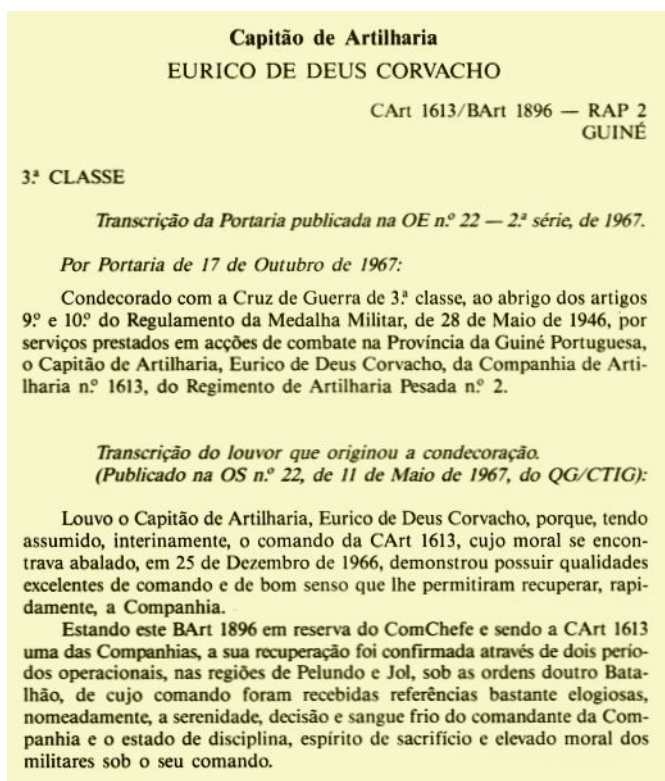 Capitão de Artilharia
EURICO DE DEUS CORVACHO
CArt 1613/BArt 1896 — RAP 2
GUINÉ
3.ª CLASSE
Transcrição da Portaria publicada na OE n.º 22 — 2.ª série, de 1967.
Por Portaria de 17 de Outubro de 1967:
Condecorado com a Cruz de Guerra de 3.ª classe, ao abrigo dos artigos
9.º e 10.º do Regulamento da Medalha Militar, de 28 de Maio de 1946, por
serviços prestados em acções de combate na Província da Guiné Portuguesa,
o Capitão de Artilharia, Eurico de Deus Corvacho, da Companhia de Arti-
lharia n.º 1613, do Regimento de Artilharia Pesada n.º 2.
Transcrição do louvor que originou a condecoração.
(Publicado na OS n.º 22, de 11 de Maio de 1967, do QG/CTIG):
Louvo o Capitão de Artilharia, Eurico de Deus Corvacho, porque, tendo
assumido, interinamente, o comando da CArt 1613, cujo moral se encon-
trava abalado, em 25 de Dezembro de 1966, demonstrou possuir qualidades
excelentes de comando e de bom senso que lhe permitiram recuperar, rapi-
damente, a Companhia.
Estando este BArt 1896 em reserva do ComChefe e sendo a CArt 1613
uma das Companhias, a sua recuperação foi confirmada através de dois perío-
dos operacionais, nas regiões de Pelundo e Jol, sob as ordens doutro Bata-
lhão, de cujo comando foram recebidas referências bastante elogiosas,
nomeadamente, a serenidade, decisão e sangue frio do comandante da Com-
panhia e o estado de disciplina, espírito de sacrifício e elevado moral dos
militares sob o seu comando.